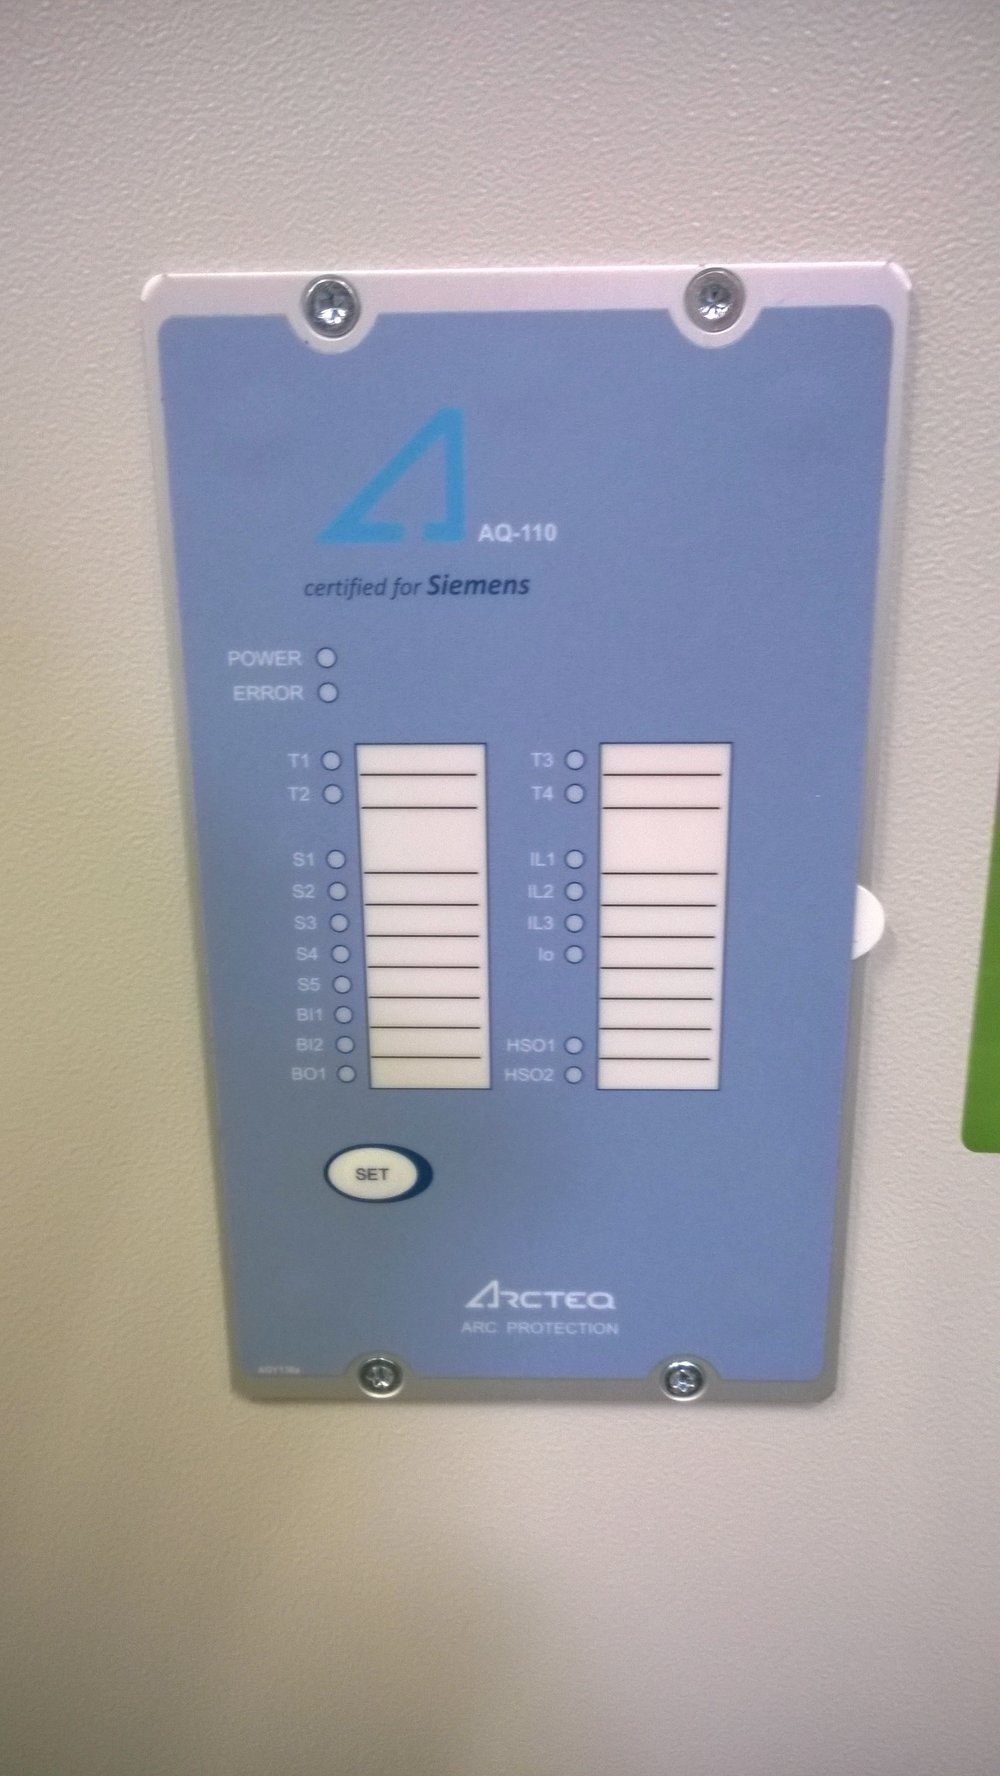 AQ-110
certified for Siemens
POWER
ERROR
T1
T2
S1
S2
S3
S4
S5
BI1
BI2
BO1
T3
T4
IL1
IL2
IL3
Io
HSO1
HSO2
SET
ARCTEQ
ARC PROTECTION